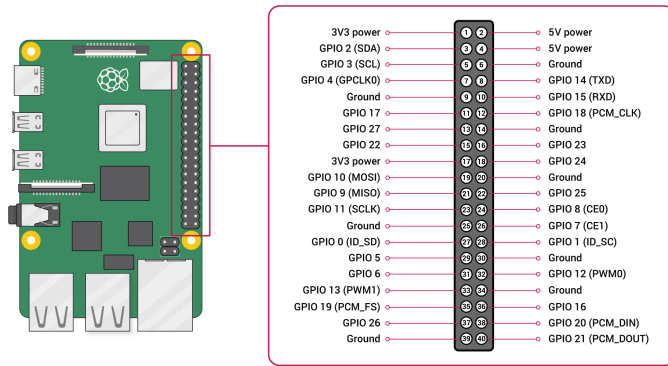 3V3 power 1 2 5V power
GPIO 2 (SDA) 3 4 5V power
GPIO 3 (SCL) 5 6 Ground
GPIO 4 (GPCLK0) 7 8 GPIO 14 (TXD)
Ground 9 10 GPIO 15 (RXD)
GPIO 17 11 12 GPIO 18 (PCM_CLK)
GPIO 27 13 14 Ground
GPIO 22 15 16 GPIO 23
3V3 power 17 18 GPIO 24
GPIO 10 (MOSI) 19 20 Ground
GPIO 9 (MISO) 21 22 GPIO 25
GPIO 11 (SCLK) 23 24 GPIO 8 (CE0)
Ground 25 26 GPIO 7 (CE1)
GPIO 0 (ID_SD) 27 28 GPIO 1 (ID_SC)
GPIO 5 29 30 Ground
GPIO 6 31 32 GPIO 12 (PWM0)
GPIO 13 (PWM1) 33 34 Ground
GPIO 19 (PCM_FS) 35 36 GPIO 16
GPIO 26 37 38 GPIO 20 (PCM_DIN)
Ground 39 40 GPIO 21 (PCM_DOUT)